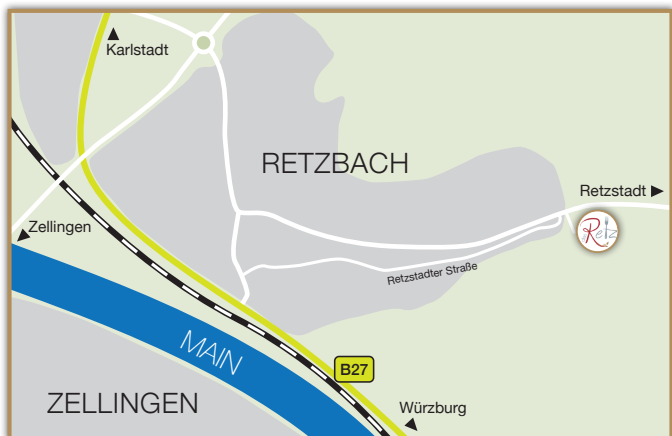 Karlstadt
RETZBACH
Retzstadt
Zellingen
Retz
Retzstadter Straße
MAIN
B27
ZELLINGEN
Würzburg